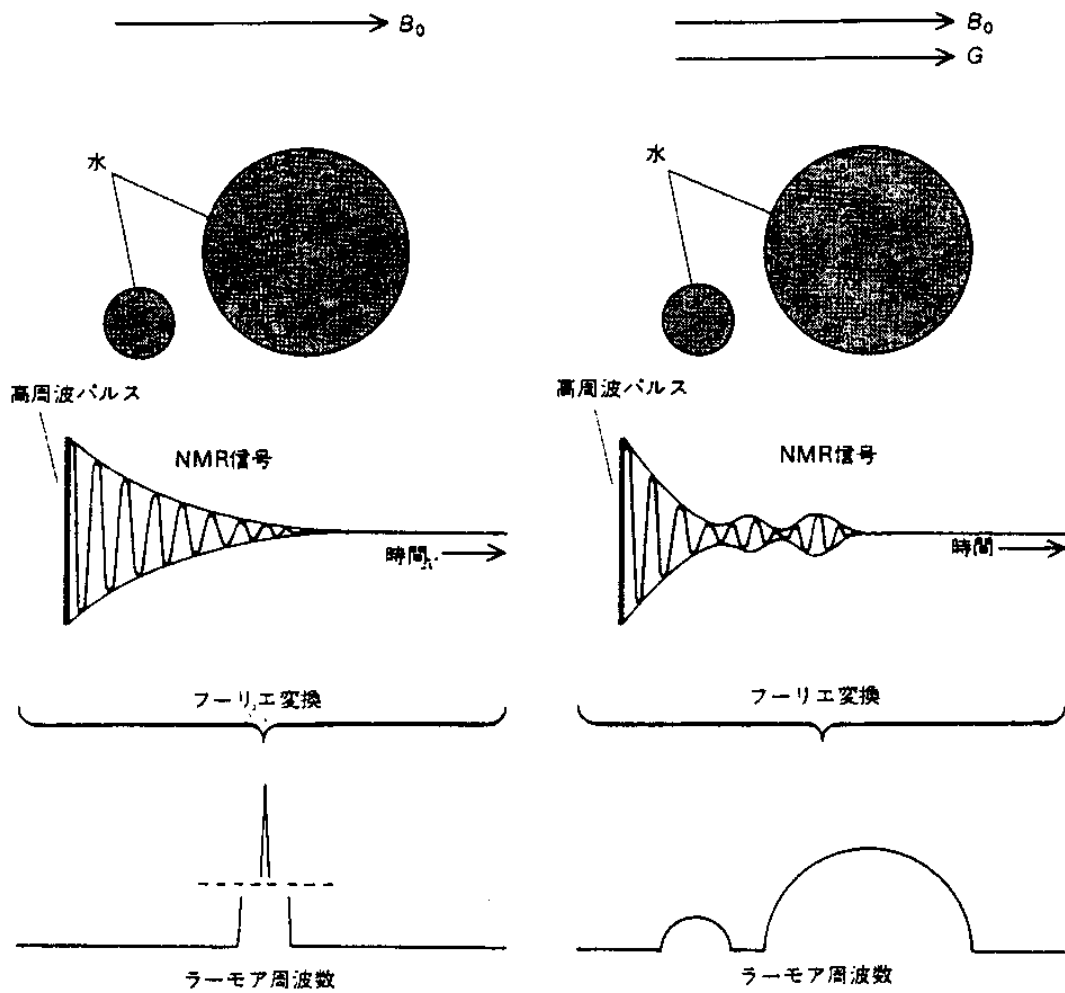 B₀
B₀
G
水
水
高周波パルス
高周波パルス
NMR信号
NMR信号
時間
時間
フーリエ変換
フーリエ変換
ラーモア周波数
ラーモア周波数